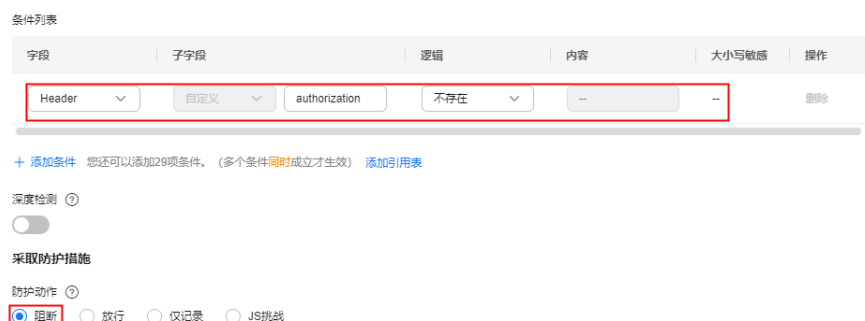 条件列表
字段 子字段 逻辑 内容 大小写敏感 操作
Header 自定义 authorization 不存在 -- -- 删除
+ 添加条件 您还可以添加29项条件。(多个条件同时成立才生效) 添加引用表
深度检测 ?
采取防护措施
防护动作 ?
阻断 放行 仅记录 JS挑战